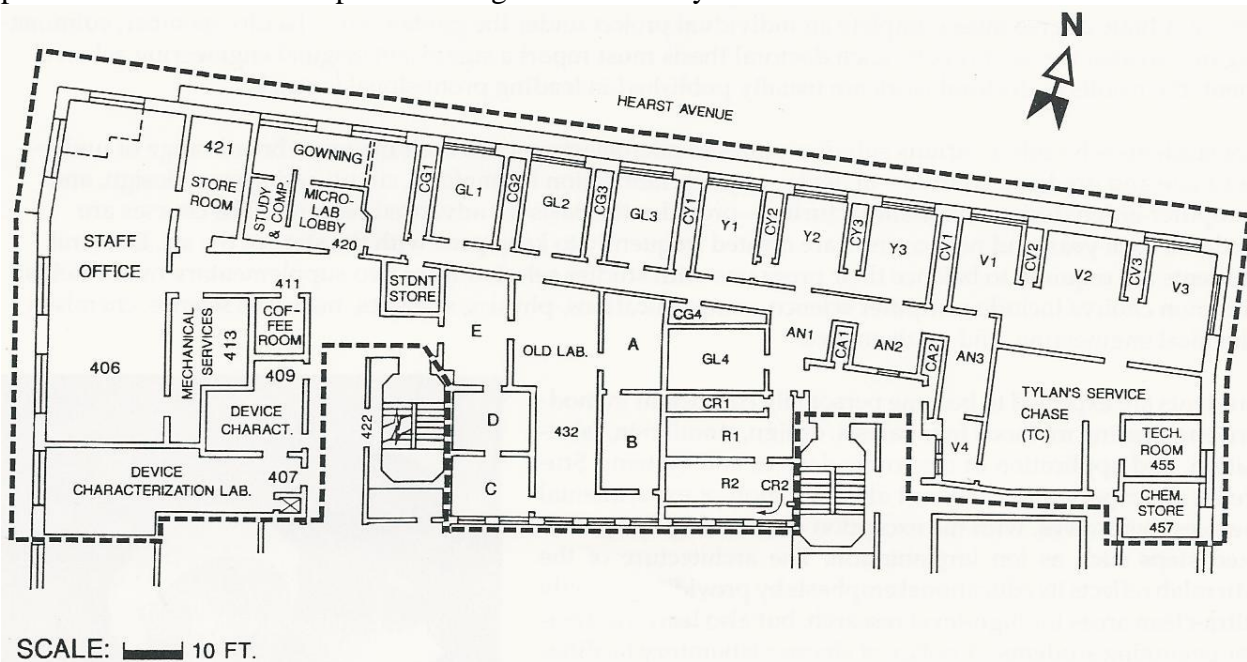 N
HEARST AVENUE
421
STORE
ROOM
GOWNING
STUDY
& COMP.
MICRO-
LAB
LOBBY
420
CG1
GL1
CG2
GL2
CG3
GL3
CY1
Y1
CY2
Y2
CY3
Y3
CV1
V1
CV2
V2
CV3
V3
STAFF
OFFICE
406
MECHANICAL
SERVICES
413
411
COF-
FEE
ROOM
409
DEVICE
CHARACT.
407
DEVICE
CHARACTERIZATION LAB.
STDNT
STORE
422
E
OLD LAB.
A
D
C
432
B
CG4
GL4
CR1
R1
R2
CR2
AN1
CA1
AN2
CA2
AN3
V4
TYLAN'S SERVICE
CHASE
(TC)
TECH.
ROOM
455
CHEM.
STORE
457
SCALE: 10 FT.